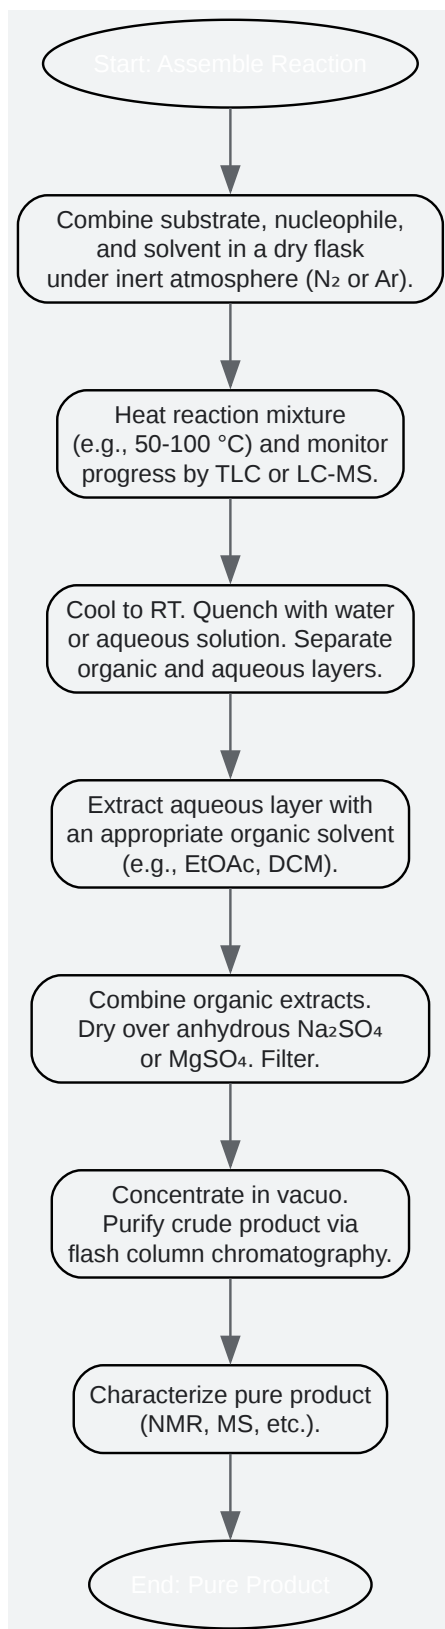 Start: Assemble Reaction
Combine substrate, nucleophile,
and solvent in a dry flask
under inert atmosphere (N₂ or Ar).
Heat reaction mixture
(e.g., 50-100 °C) and monitor
progress by TLC or LC-MS.
Cool to RT. Quench with water
or aqueous solution. Separate
organic and aqueous layers.
Extract aqueous layer with
an appropriate organic solvent
(e.g., EtOAc, DCM).
Combine organic extracts.
Dry over anhydrous Na₂SO₄
or MgSO₄. Filter.
Concentrate in vacuo.
Purify crude product via
flash column chromatography.
Characterize pure product
(NMR, MS, etc.).
End: Pure Product